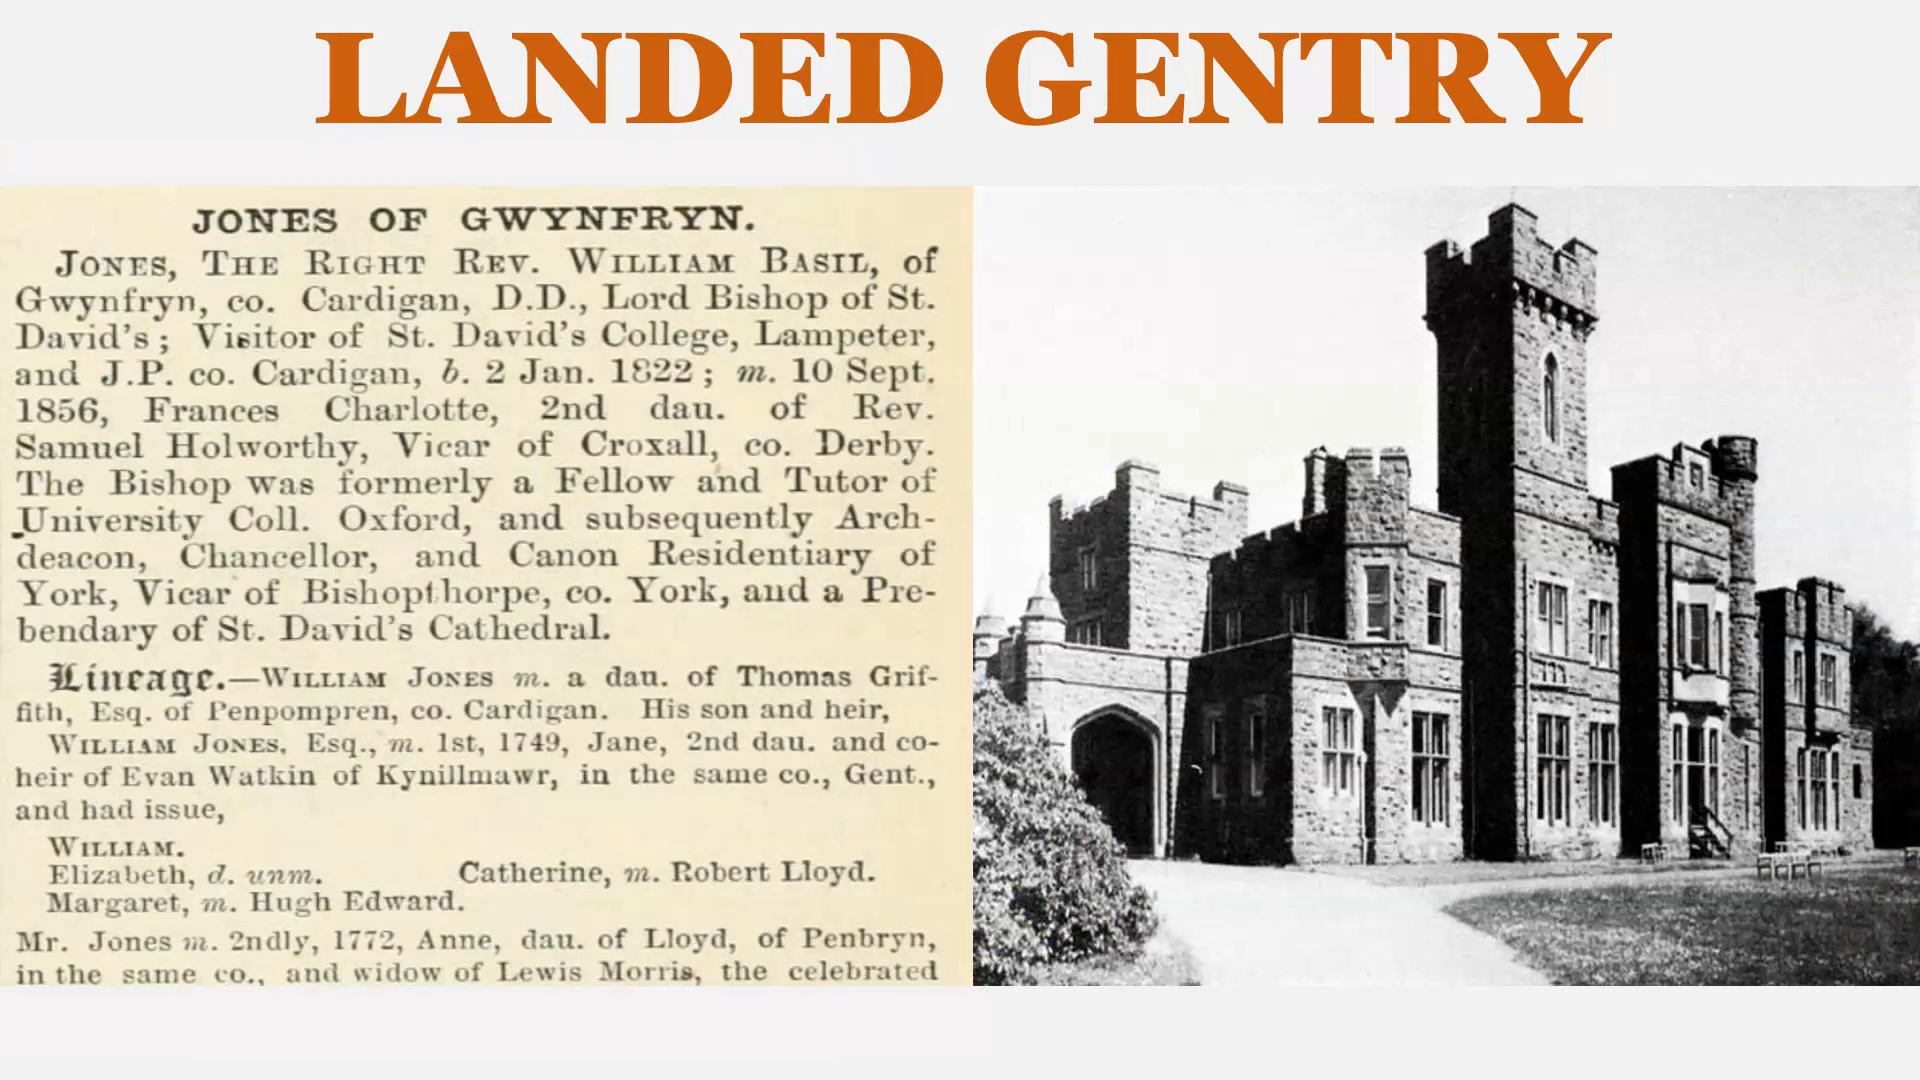 LANDED GENTRY
JONES OF GWYNFRYN.
JONES, THE RIGHT REV. WILLIAM BASIL, of
Gwynfryn, co. Cardigan, D.D., Lord Bishop of St.
David's; Visitor of St. David's College, Lampeter,
and J.P. co. Cardigan, b. 2 Jan. 1822; m. 10 Sept.
1856, Frances Charlotte, 2nd dau. of Rev.
Samuel Holworthy, Vicar of Croxall, co. Derby.
The Bishop was formerly a Fellow and Tutor of
University Coll. Oxford, and subsequently Arch-
deacon, Chancellor, and Canon Residentiary of
York, Vicar of Bishopthorpe, co. York, and a Pre-
bendary of St. David's Cathedral.
Lineage.—WILLIAM JONES m. a dau. of Thomas Grif-
fith, Esq. of Penpompren, co. Cardigan. His son and heir,
WILLIAM JONES, Esq., m. 1st, 1749, Jane, 2nd dau. and co-
heir of Evan Watkin of Kynillmawr, in the same co., Gent.,
and had issue,
WILLIAM.
Elizabeth, d. unm. Catherine, m. Robert Lloyd.
Margaret, m. Hugh Edward.
Mr. Jones m. 2ndly, 1772, Anne, dau. of Lloyd, of Penbryn,
in the same co., and widow of Lewis Morris, the celebrated